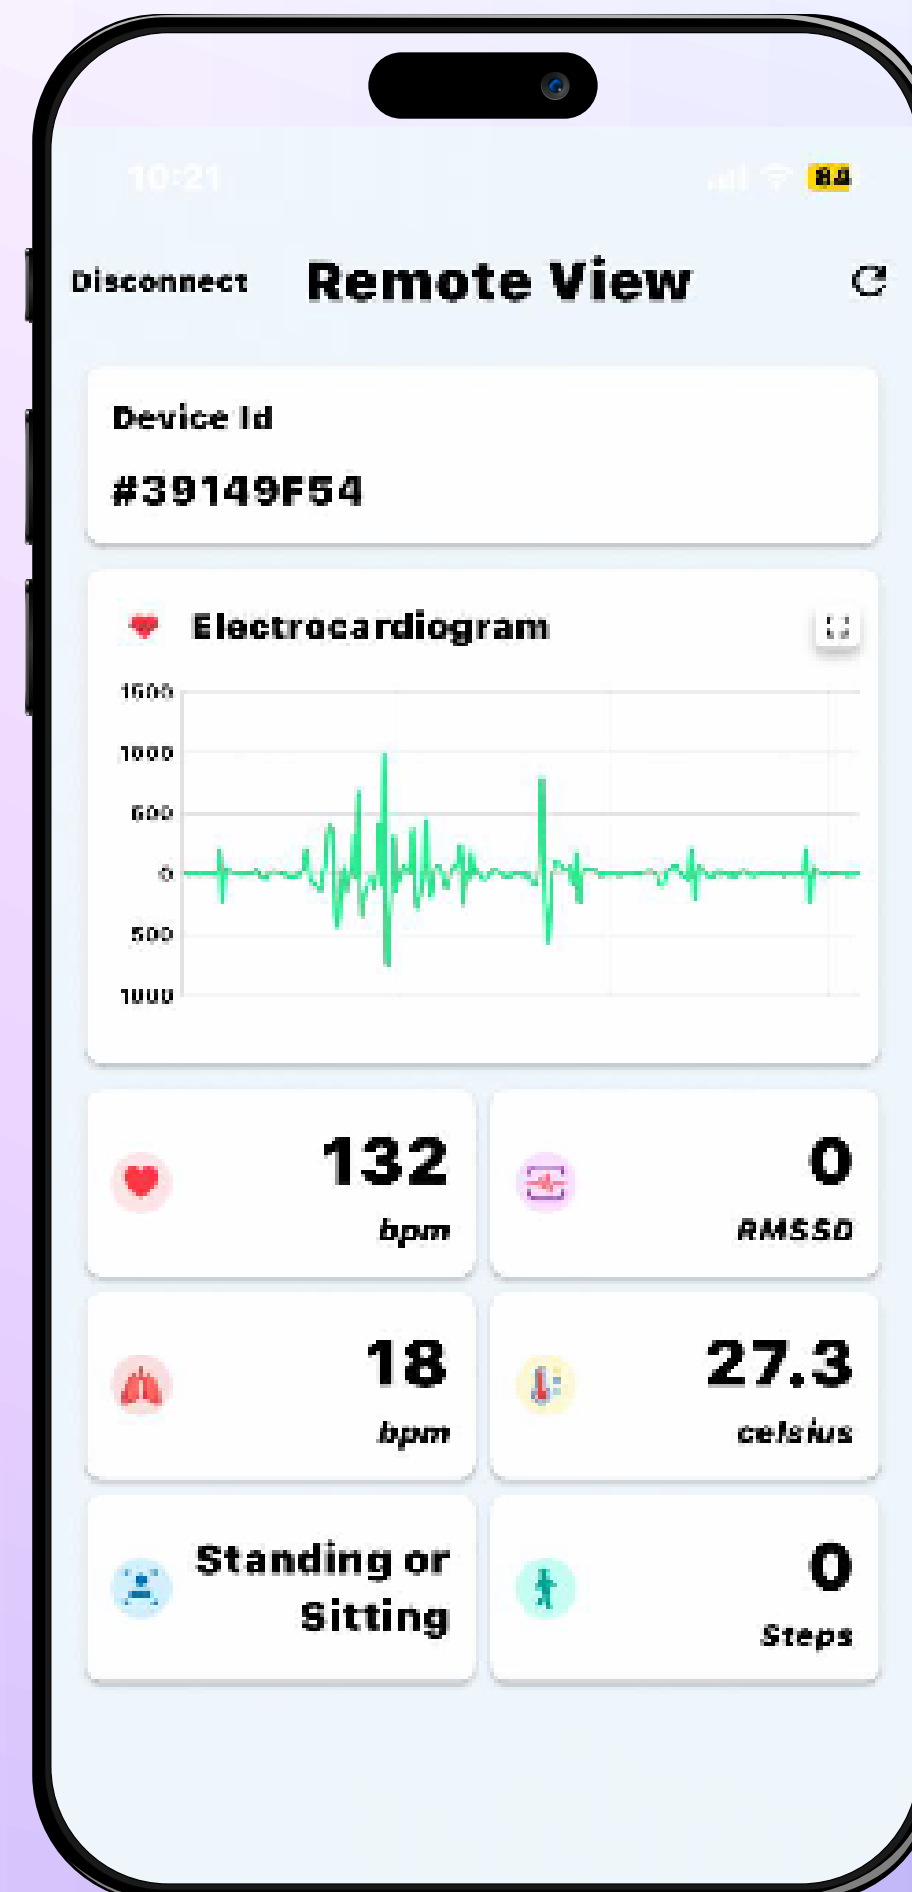 10:21
84
Disconnect
Remote View
Device Id
#39149F54
Electrocardiogram
1500
1000
500
0
500
1000
132
bpm
0
RMSSD
18
bpm
27.3
celsius
Standing or
Sitting
0
Steps